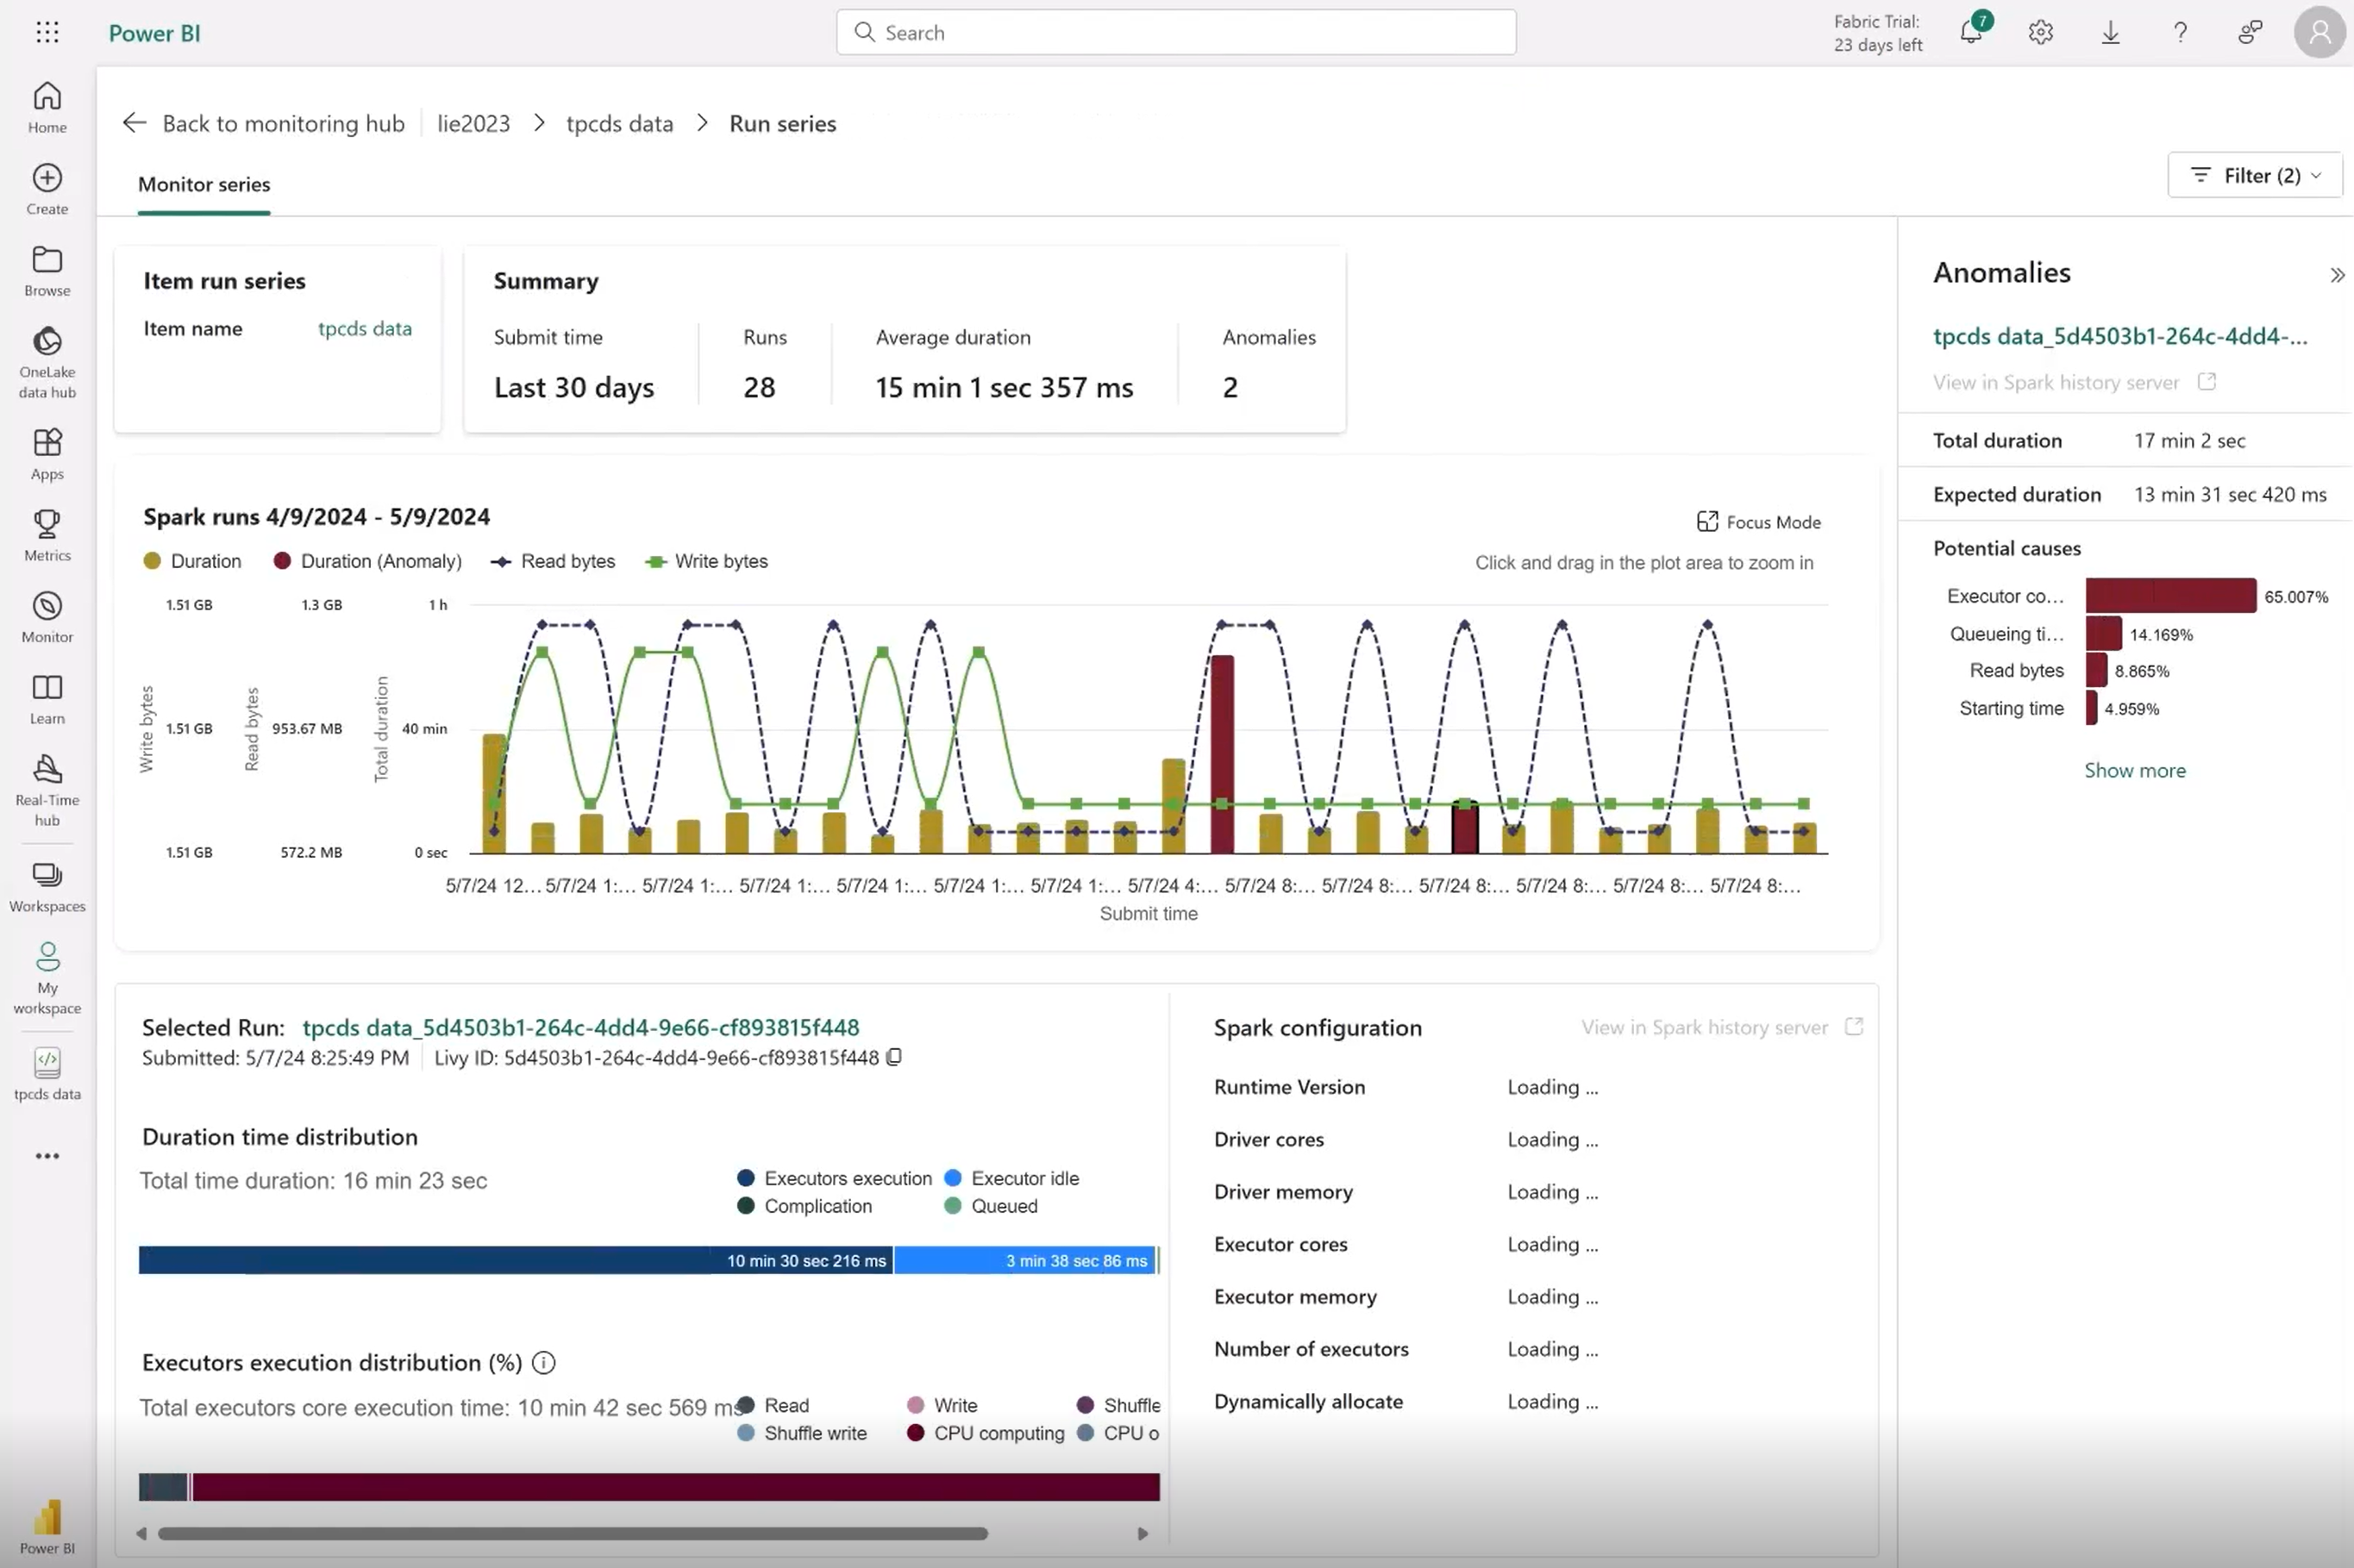 Power BI
Search
Fabric Trial:
23 days left
7
Home
Create
Browse
OneLake
data hub
Apps
Metrics
Monitor
Learn
Real-Time
hub
Workspaces
My
workspace
tpcds data
Power BI
Back to monitoring hub
lie2023
tpcds data
Run series
Monitor series
Filter (2)
Item run series
Item name tpcds data
Summary
Submit time Runs Average duration Anomalies
Last 30 days 28 15 min 1 sec 357 ms 2
Spark runs 4/9/2024 - 5/9/2024
Focus Mode
Duration Duration (Anomaly) Read bytes Write bytes
Click and drag in the plot area to zoom in
1.51 GB 1.3 GB 1 h
Write bytes
Read bytes
Total duration
1.51 GB 953.67 MB 40 min
1.51 GB 572.2 MB 0 sec
5/7/24 12... 5/7/24 1:... 5/7/24 1:... 5/7/24 1:... 5/7/24 1:... 5/7/24 1:... 5/7/24 1:... 5/7/24 4:... 5/7/24 8:... 5/7/24 8:... 5/7/24 8:... 5/7/24 8:... 5/7/24 8:... 5/7/24 8:...
Submit time
Selected Run: tpcds data_5d4503b1-264c-4dd4-9e66-cf893815f448
Submitted: 5/7/24 8:25:49 PM Livy ID: 5d4503b1-264c-4dd4-9e66-cf893815f448
Duration time distribution
Total time duration: 16 min 23 sec
Executors execution Executor idle
Complication Queued
10 min 30 sec 216 ms 3 min 38 sec 86 ms
Executors execution distribution (%)
Total executors core execution time: 10 min 42 sec 569 ms
Read Write Shuffle
Shuffle write CPU computing CPU o
Spark configuration View in Spark history server
Runtime Version Loading ...
Driver cores Loading ...
Driver memory Loading ...
Executor cores Loading ...
Executor memory Loading ...
Number of executors Loading ...
Dynamically allocate Loading ...
Anomalies
tpcds data_5d4503b1-264c-4dd4-...
View in Spark history server
Total duration 17 min 2 sec
Expected duration 13 min 31 sec 420 ms
Potential causes
Executor co... 65.007%
Queueing ti... 14.169%
Read bytes 8.865%
Starting time 4.959%
Show more